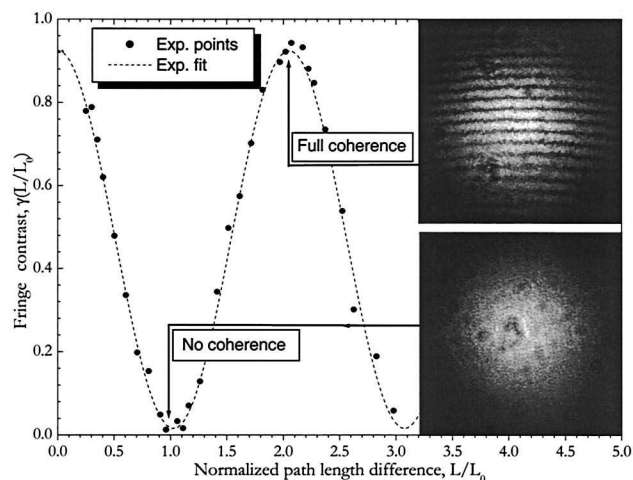 Exp. points
Exp. fit
Full coherence
No coherence
Fringe contrast, γ(L/L₀)
1.0
0.8
0.6
0.4
0.2
0.0
0.0 0.5 1.0 1.5 2.0 2.5 3.0 3.5 4.0 4.5 5.0
Normalized path length difference, L/L₀